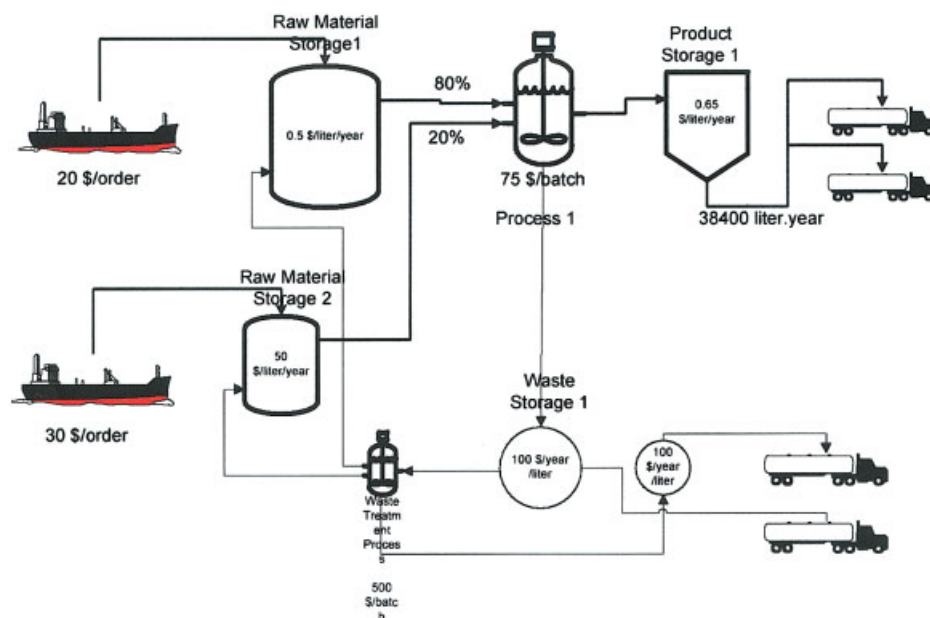 Raw Material
Storage1
Product
Storage 1
80%
0.5 $/liter/year
0.65
$/liter/year
20%
20 $/order
75 $/batch
38400 liter.year
Process 1
Raw Material
Storage 2
50
$/liter/year
Waste
Storage 1
30 $/order
100 $/year
/liter
100
$/year
/liter
Waste
Treatm
ent
Proces
s
500
$/batc
h